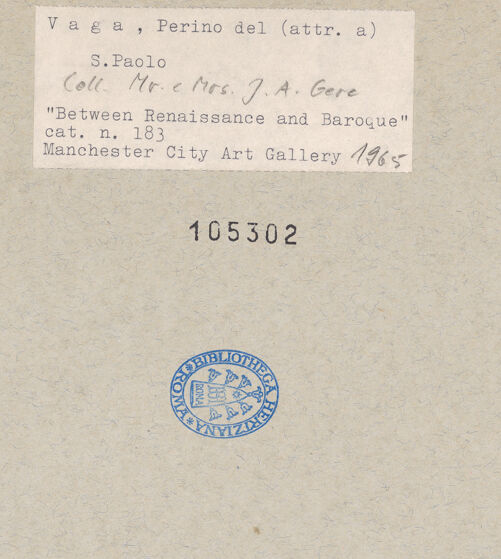 V a g a , Perino del (attr. a)
S.Paolo
Coll. Mr. e Mrs. J. A. Gere
"Between Renaissance and Baroque"
cat. n. 183
Manchester City Art Gallery 1965
105302
*BIBLIOTHECA HERTZIANA*ROMA
ROMA